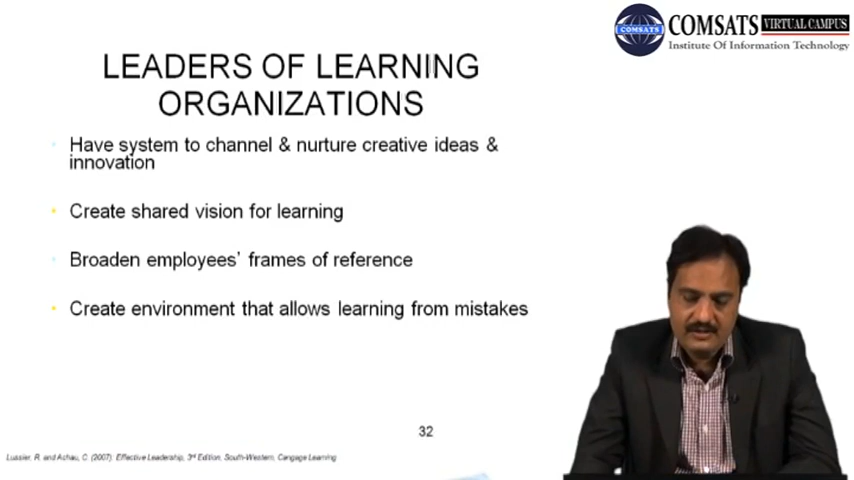 COMSATS VIRTUAL CAMPUS
COMSATS
Institute Of Information Technology
LEADERS OF LEARNING
ORGANIZATIONS
Have system to channel & nurture creative ideas &
innovation
Create shared vision for learning
Broaden employees' frames of reference
Create environment that allows learning from mistakes
32
Lussier, R. and Achau, C. (2007): Effective Leadership, 3rd Edition, South-Western, Cengage Learning